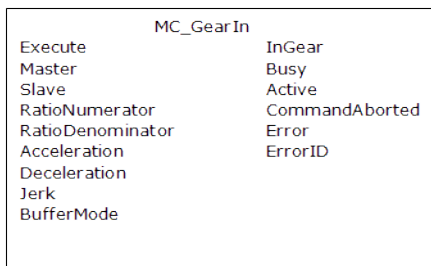 MC_GearIn
Execute InGear
Master Busy
Slave Active
RatioNumerator CommandAborted
RatioDenominator Error
Acceleration ErrorID
Deceleration
Jerk
BufferMode